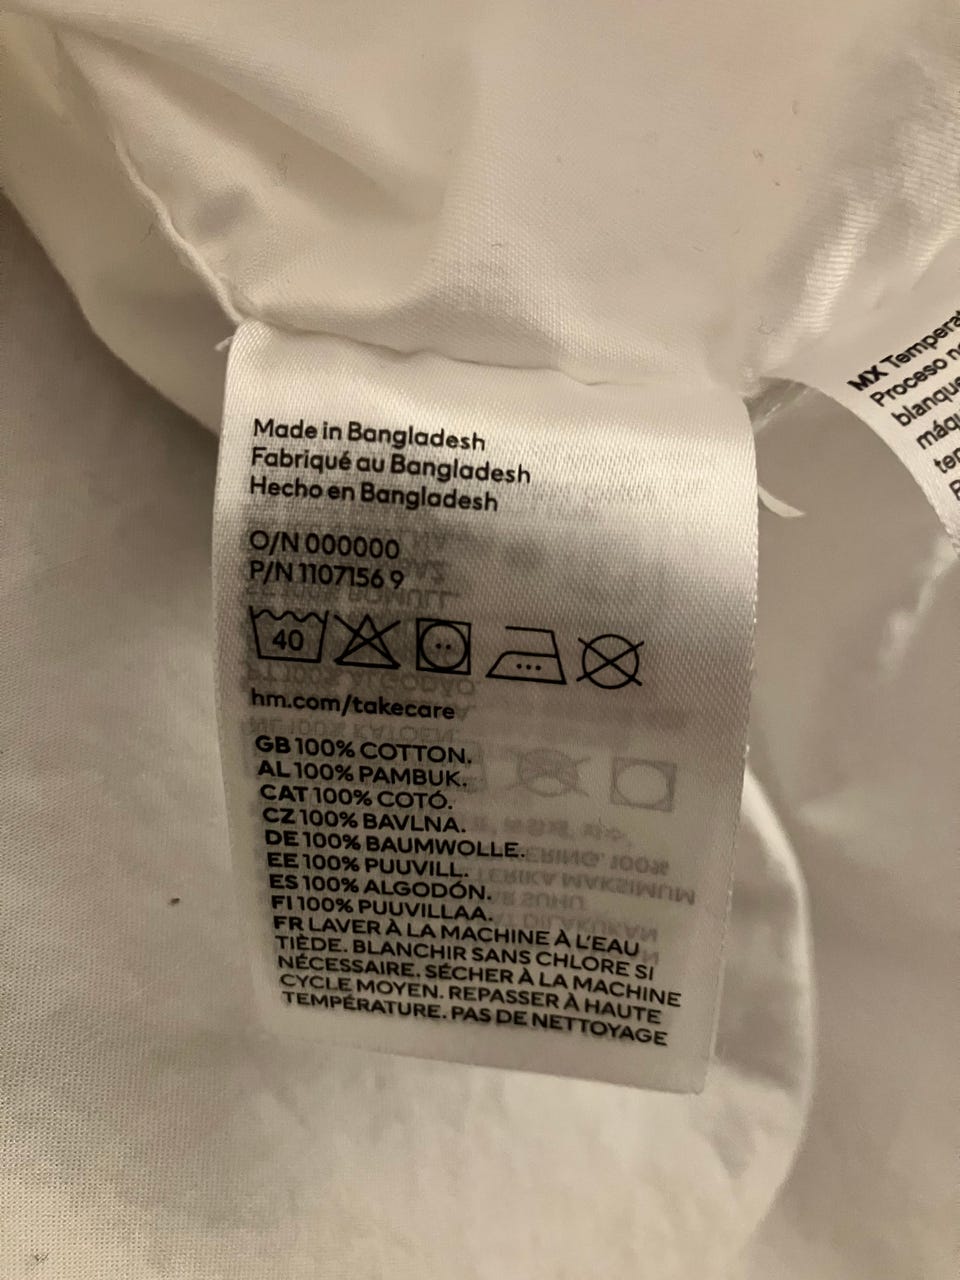 Made in Bangladesh
Fabriqué au Bangladesh
Hecho en Bangladesh
O/N 000000
P/N 1107156 9
40
hm.com/takecare
GB 100% COTTON.
AL 100% PAMBUK.
CAT 100% COTÓ.
CZ 100% BAVLNA.
DE 100% BAUMWOLLE.
EE 100% PUUVILL.
ES 100% ALGODÓN.
FI 100% PUUVILLAA.
FR LAVER À LA MACHINE À L'EAU
TIÈDE. BLANCHIR SANS CHLORE SI
NÉCESSAIRE. SÉCHER À LA MACHINE
CYCLE MOYEN. REPASSER À HAUTE
TEMPÉRATURE. PAS DE NETTOYAGE
MX
Proceso